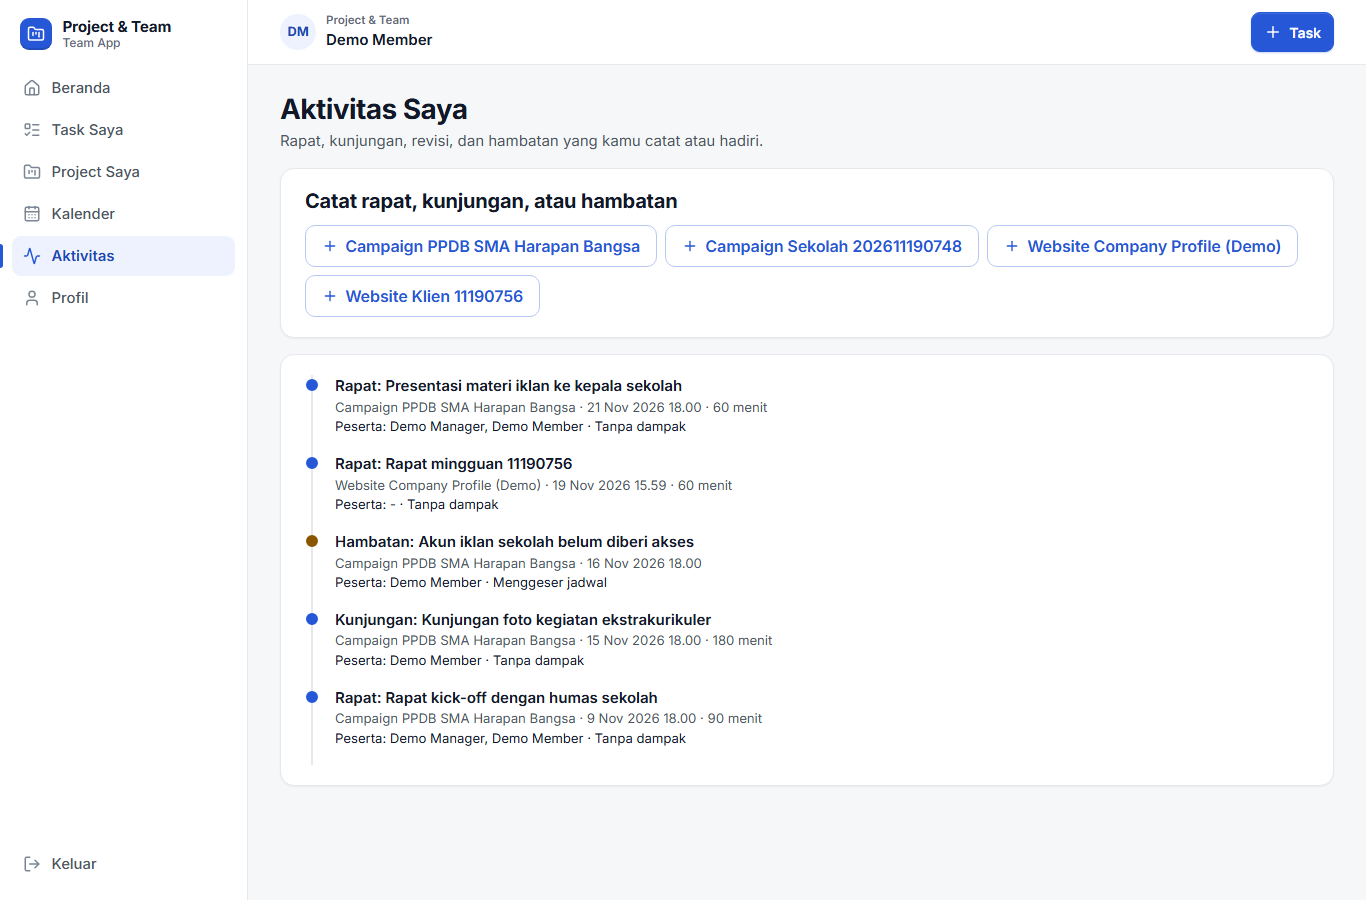 Project & Team
Team App
Beranda
Task Saya
Project Saya
Kalender
Aktivitas
Profil
Keluar
DM
Project & Team
Demo Member
+ Task
Aktivitas Saya
Rapat, kunjungan, revisi, dan hambatan yang kamu catat atau hadiri.
Catat rapat, kunjungan, atau hambatan
+ Campaign PPDB SMA Harapan Bangsa
+ Campaign Sekolah 202611190748
+ Website Company Profile (Demo)
+ Website Klien 11190756
Rapat: Presentasi materi iklan ke kepala sekolah
Campaign PPDB SMA Harapan Bangsa · 21 Nov 2026 18.00 · 60 menit
Peserta: Demo Manager, Demo Member · Tanpa dampak
Rapat: Rapat mingguan 11190756
Website Company Profile (Demo) · 19 Nov 2026 15.59 · 60 menit
Peserta: - · Tanpa dampak
Hambatan: Akun iklan sekolah belum diberi akses
Campaign PPDB SMA Harapan Bangsa · 16 Nov 2026 18.00
Peserta: Demo Member · Menggeser jadwal
Kunjungan: Kunjungan foto kegiatan ekstrakurikuler
Campaign PPDB SMA Harapan Bangsa · 15 Nov 2026 18.00 · 180 menit
Peserta: Demo Member · Tanpa dampak
Rapat: Rapat kick-off dengan humas sekolah
Campaign PPDB SMA Harapan Bangsa · 9 Nov 2026 18.00 · 90 menit
Peserta: Demo Manager, Demo Member · Tanpa dampak